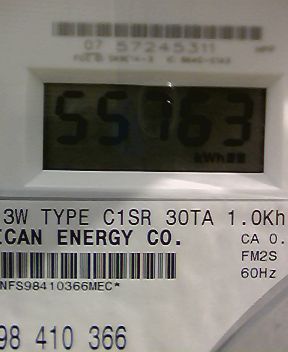 07 57245311
55763
kWh
3W TYPE C1SR 30TA 1.0Kh
ICAN ENERGY CO.
CA 0.
FM2S
60Hz
NFS98410366MEC*
98 410 366